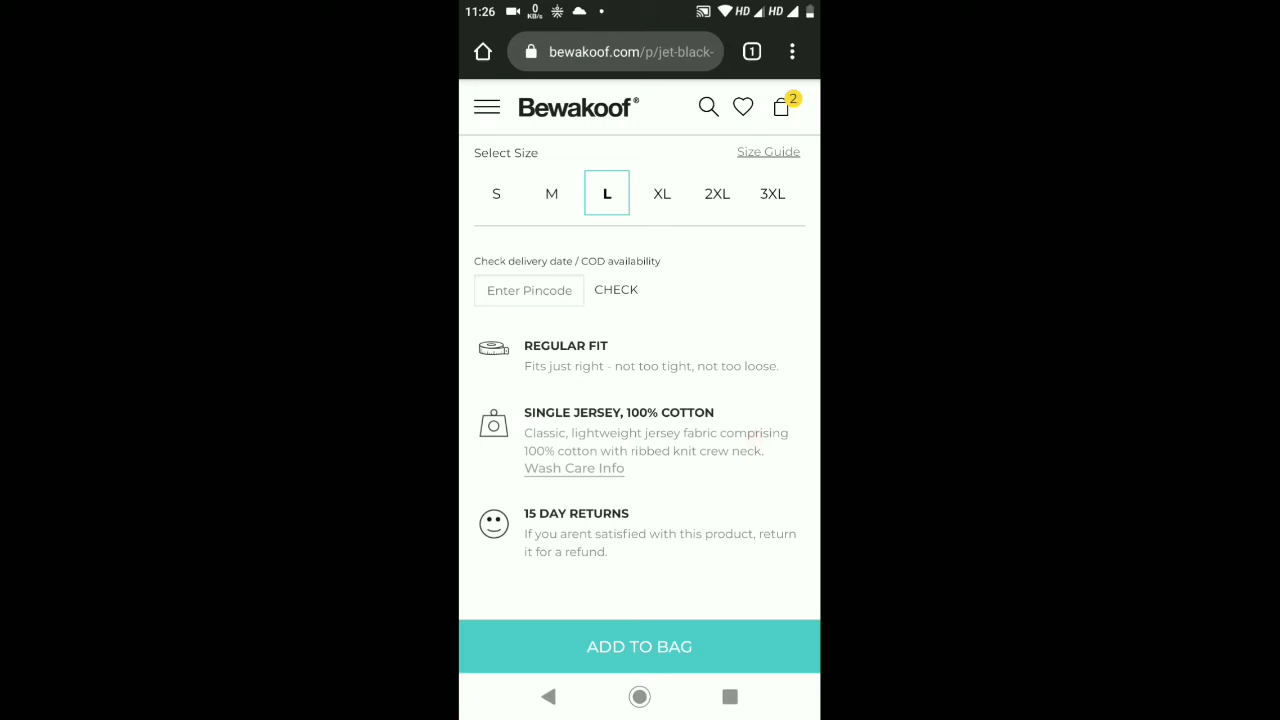 11:26 0 KB/s HD HD
bewakoof.com/p/jet-black-
1
Bewakoof®
2
Select Size
Size Guide
S M L XL 2XL 3XL
Check delivery date / COD availability
Enter Pincode CHECK
REGULAR FIT
Fits just right - not too tight, not too loose.
SINGLE JERSEY, 100% COTTON
Classic, lightweight jersey fabric comprising
100% cotton with ribbed knit crew neck.
Wash Care Info
15 DAY RETURNS
If you arent satisfied with this product, return
it for a refund.
ADD TO BAG